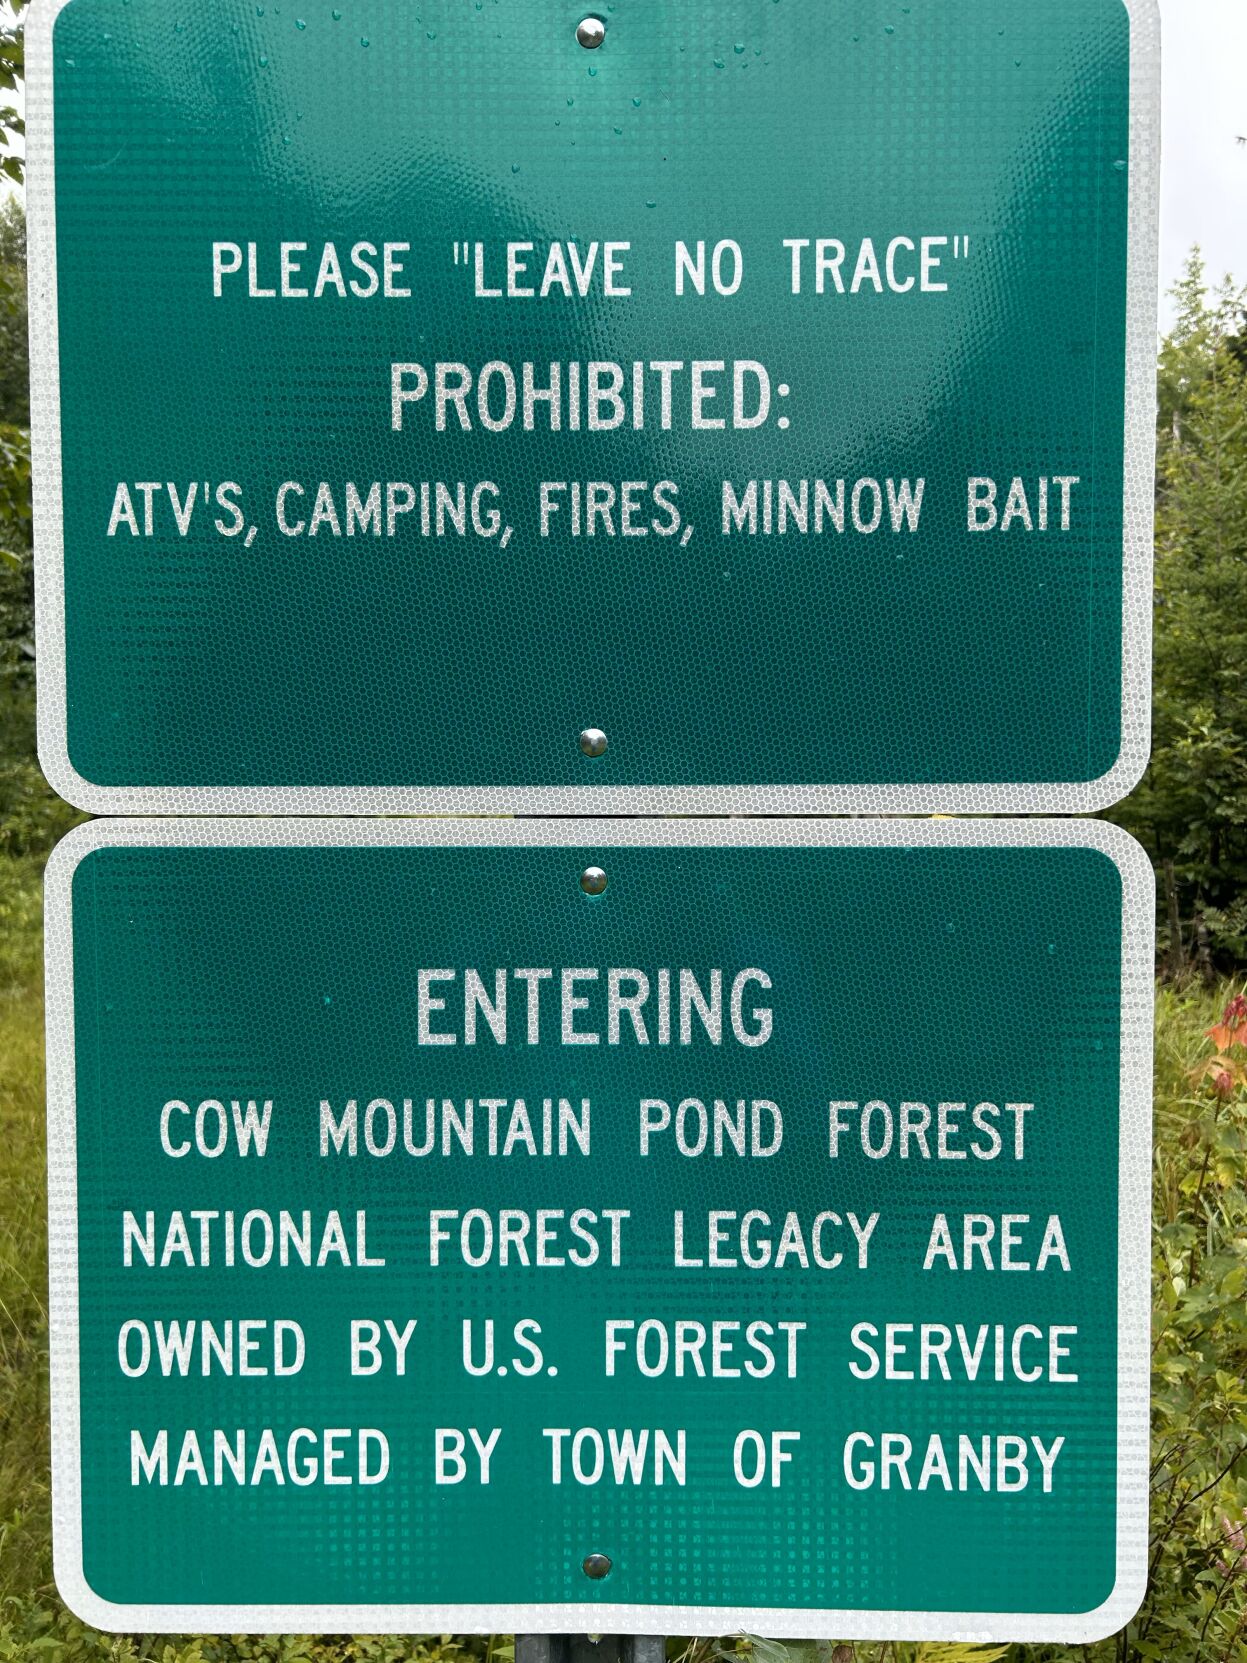 PLEASE "LEAVE NO TRACE"
PROHIBITED:
ATV'S, CAMPING, FIRES, MINNOW BAIT
ENTERING
COW MOUNTAIN POND FOREST
NATIONAL FOREST LEGACY AREA
OWNED BY U.S. FOREST SERVICE
MANAGED BY TOWN OF GRANBY